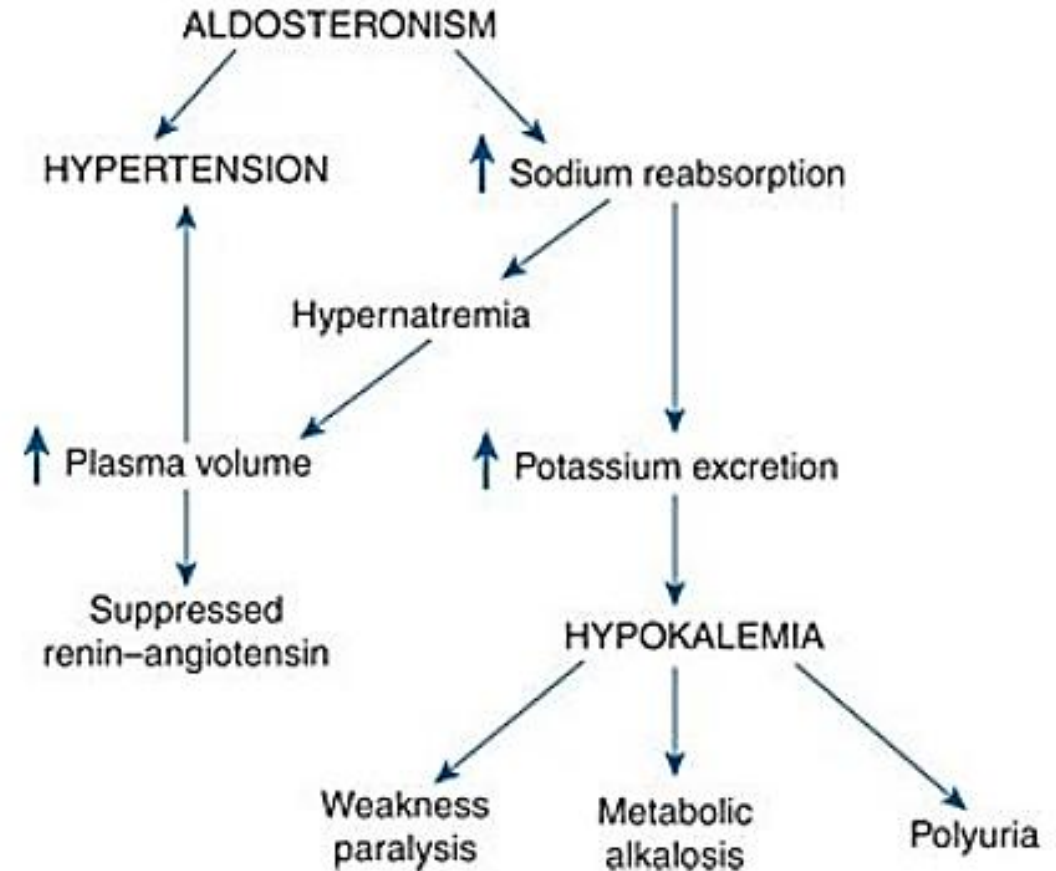 ALDOSTERONISM
HYPERTENSION
Sodium reabsorption
Hypernatremia
Plasma volume
Potassium excretion
Suppressed
renin–angiotensin
HYPOKALEMIA
Weakness
paralysis
Metabolic
alkalosis
Polyuria